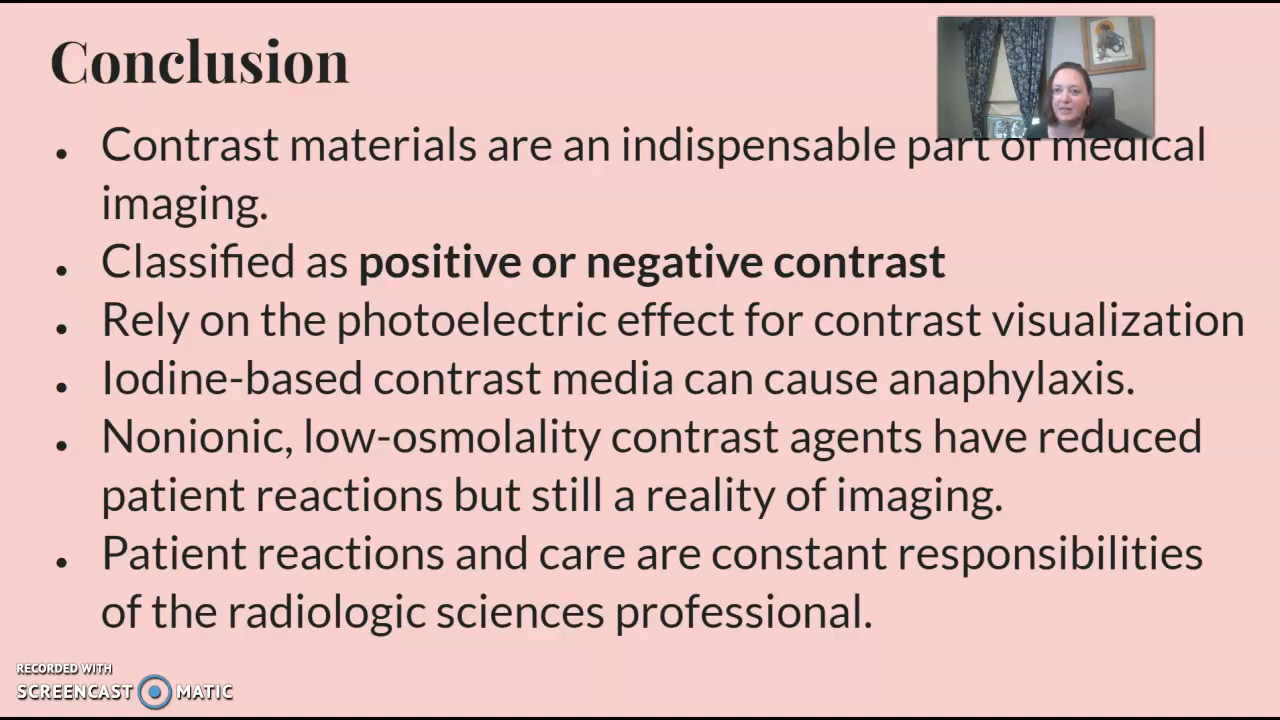 Conclusion
• Contrast materials are an indispensable part of medical
imaging.
• Classified as positive or negative contrast
• Rely on the photoelectric effect for contrast visualization
• Iodine-based contrast media can cause anaphylaxis.
• Nonionic, low-osmolality contrast agents have reduced
patient reactions but still a reality of imaging.
• Patient reactions and care are constant responsibilities
of the radiologic sciences professional.
RECORDED WITH
SCREENCAST MATIC